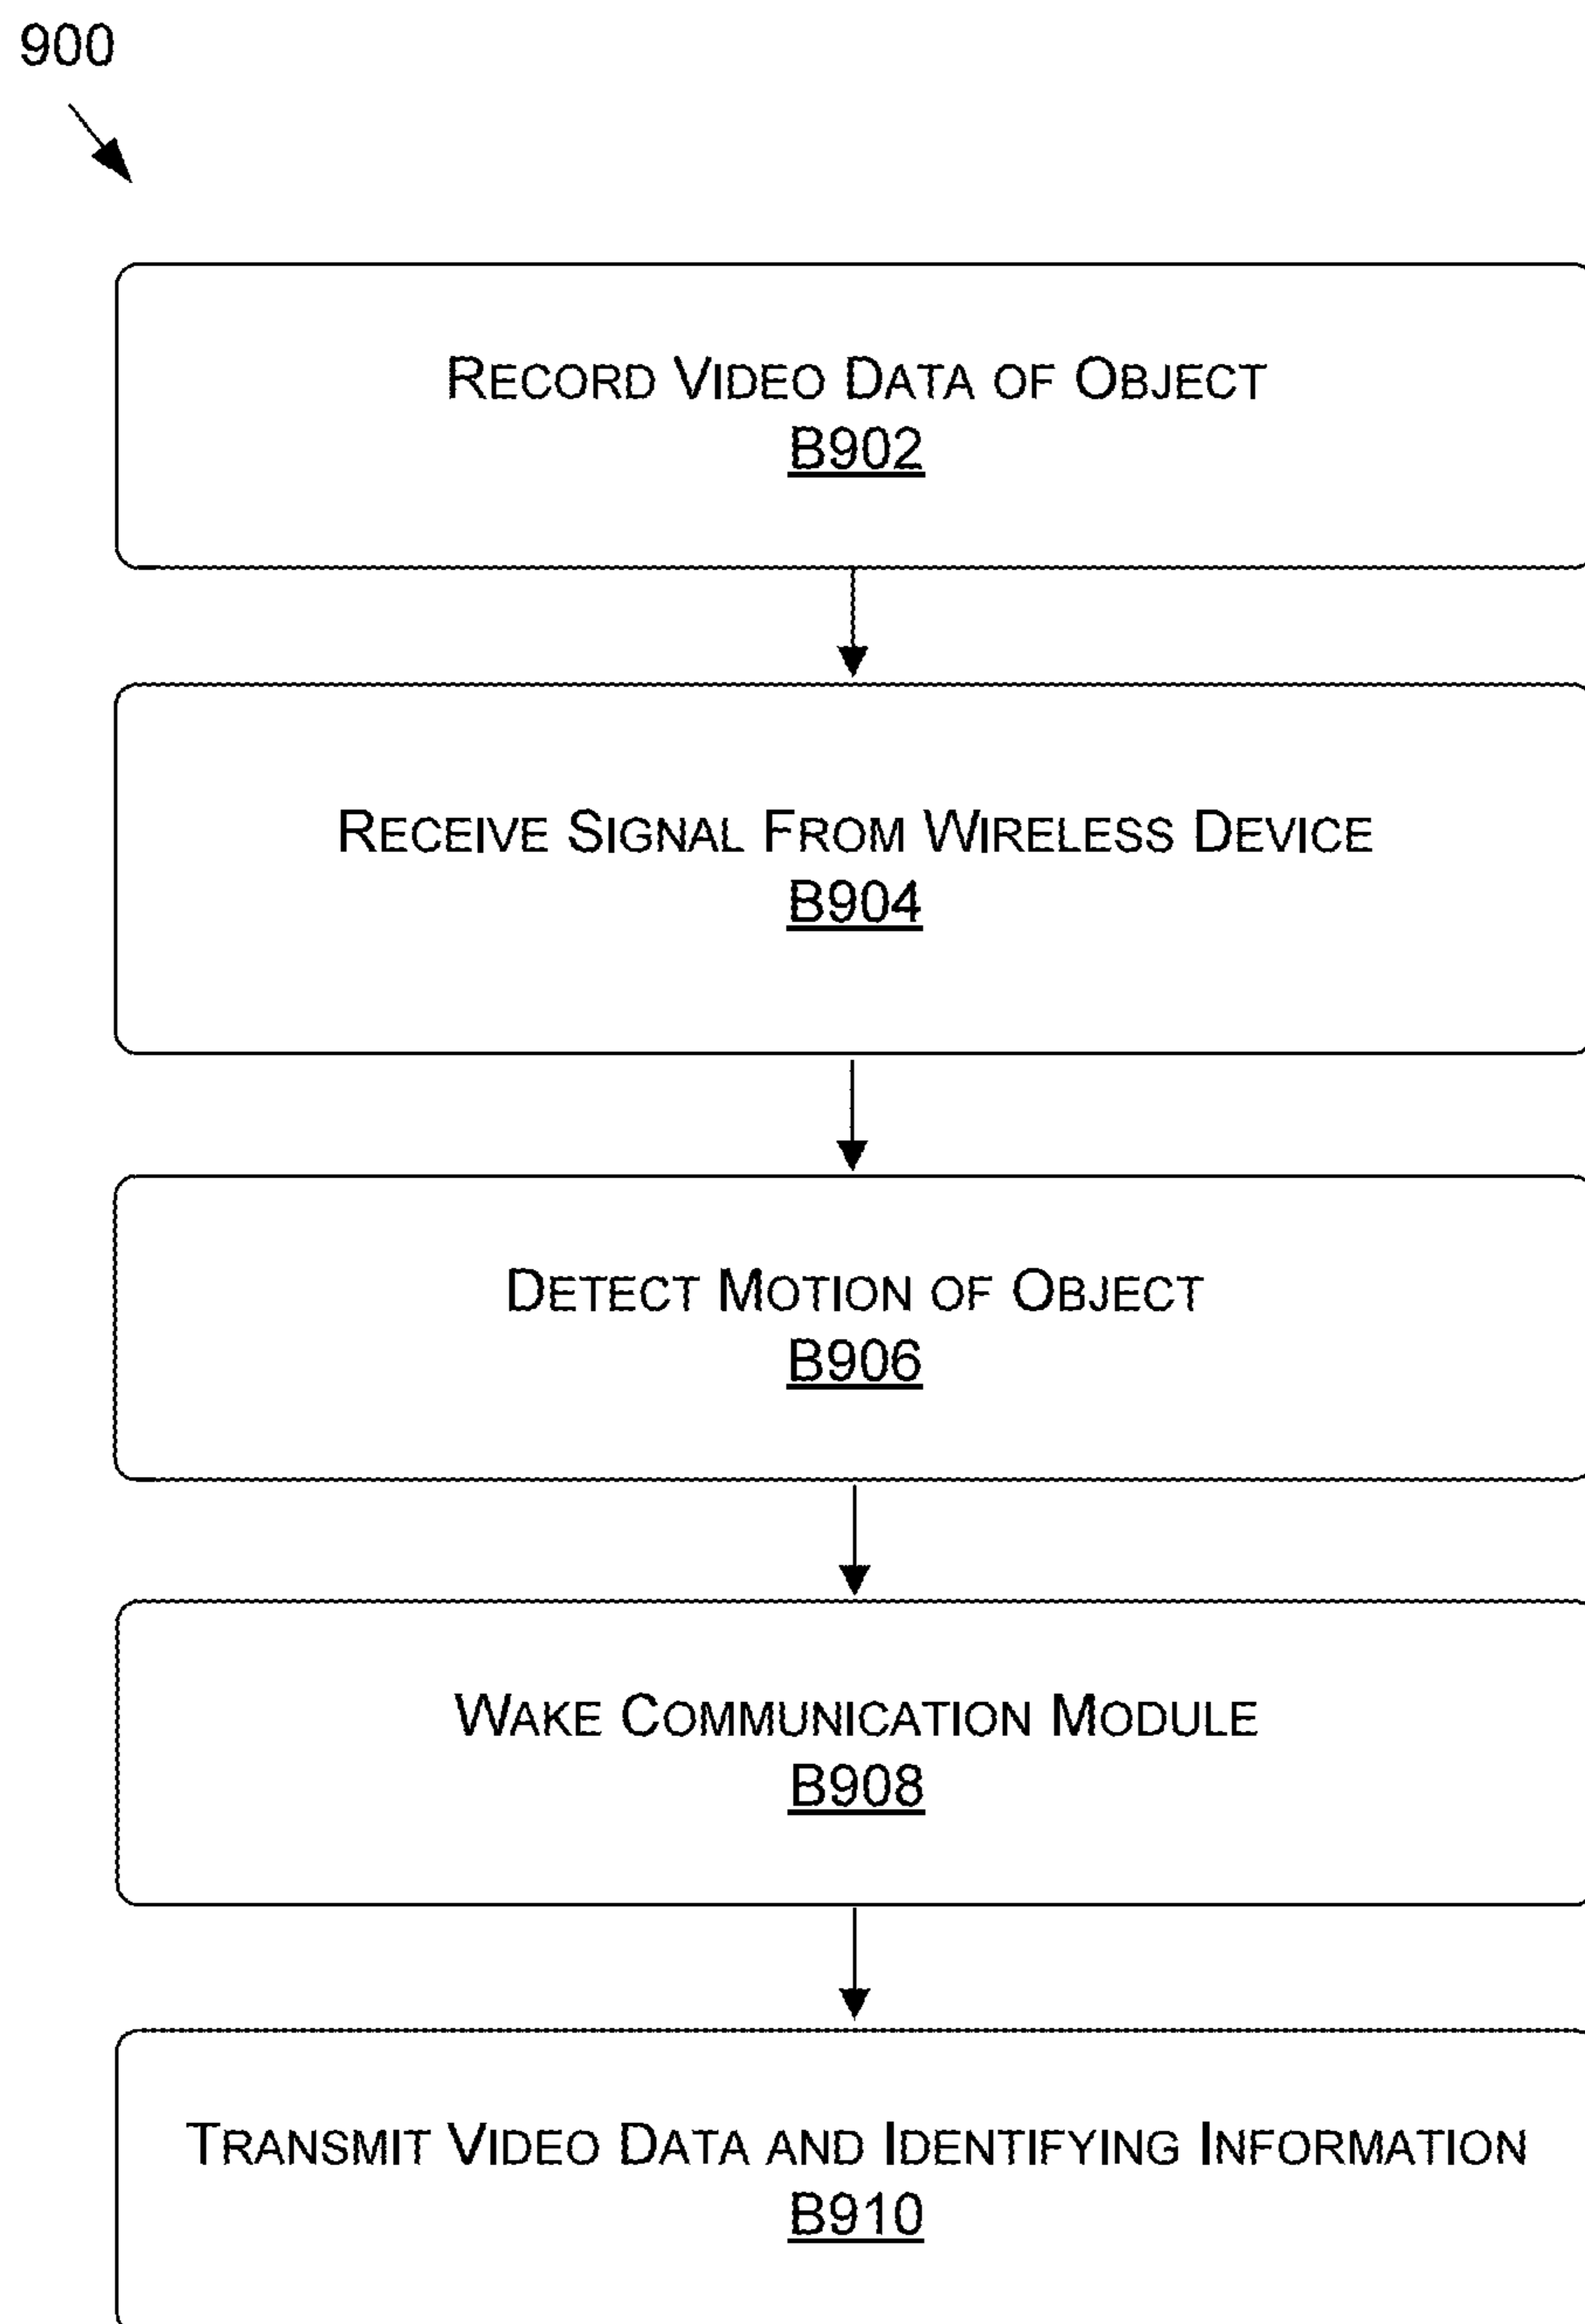 900
RECORD VIDEO DATA OF OBJECT
B902
RECEIVE SIGNAL FROM WIRELESS DEVICE
B904
DETECT MOTION OF OBJECT
B906
WAKE COMMUNICATION MODULE
B908
TRANSMIT VIDEO DATA AND IDENTIFYING INFORMATION
B910